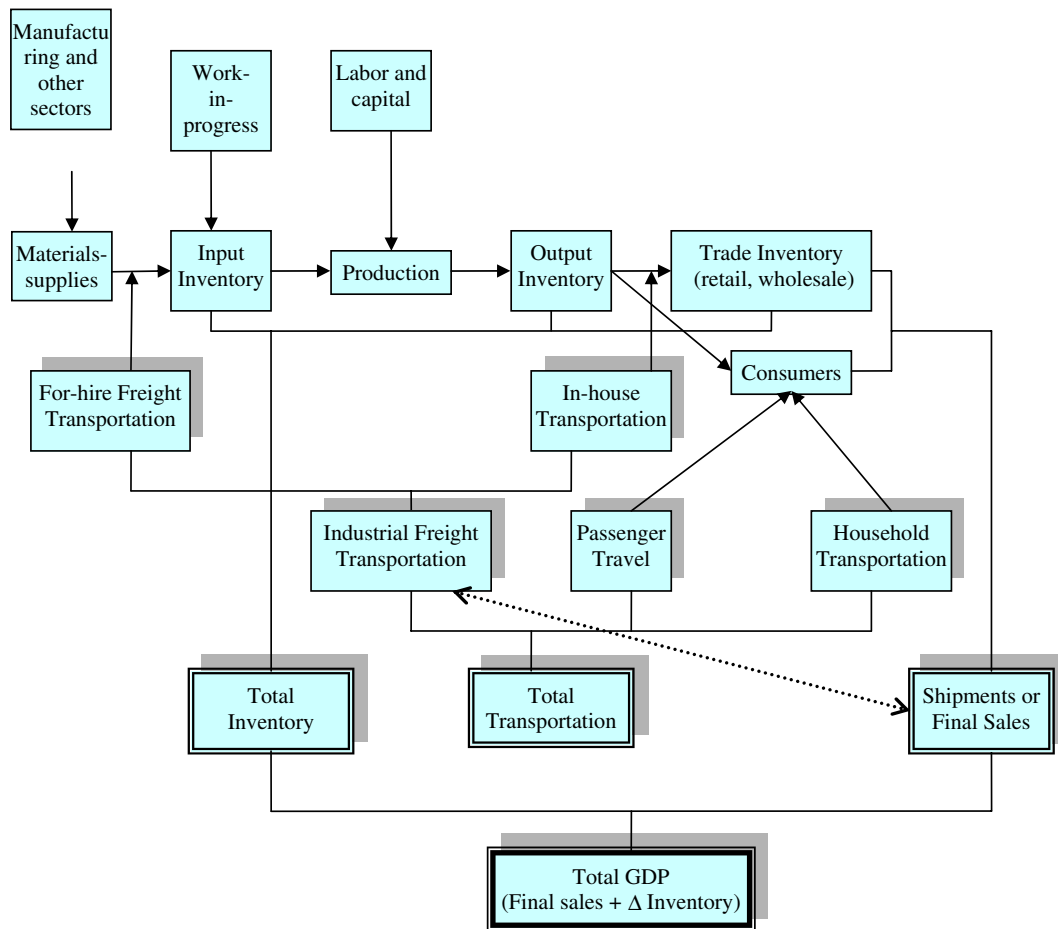 Manufactu
ring and
other
sectors
Work-
in-
progress
Labor and
capital
Materials-
supplies
Input
Inventory
Production
Output
Inventory
Trade Inventory
(retail, wholesale)
Consumers
For-hire Freight
Transportation
In-house
Transportation
Industrial Freight
Transportation
Passenger
Travel
Household
Transportation
Total
Inventory
Total
Transportation
Shipments or
Final Sales
Total GDP
(Final sales + Δ Inventory)